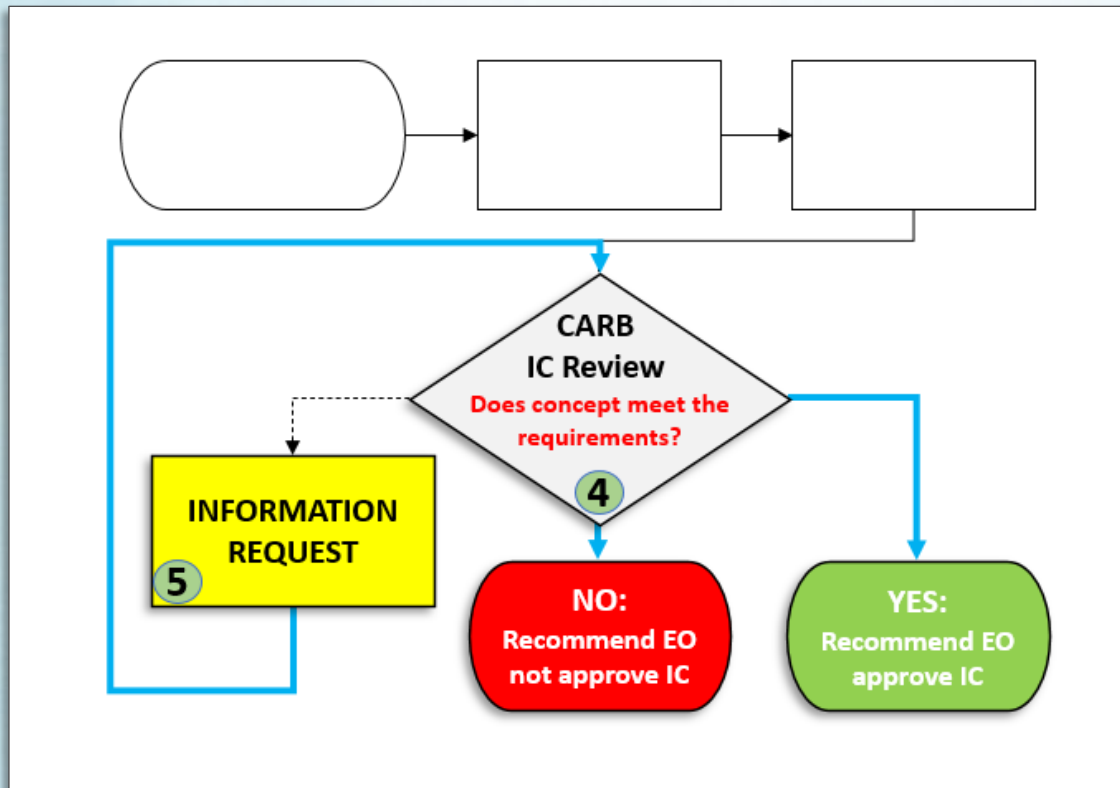 CARB
IC Review
Does concept meet the
requirements?
4
INFORMATION
REQUEST
5
NO:
Recommend EO
not approve IC
YES:
Recommend EO
approve IC